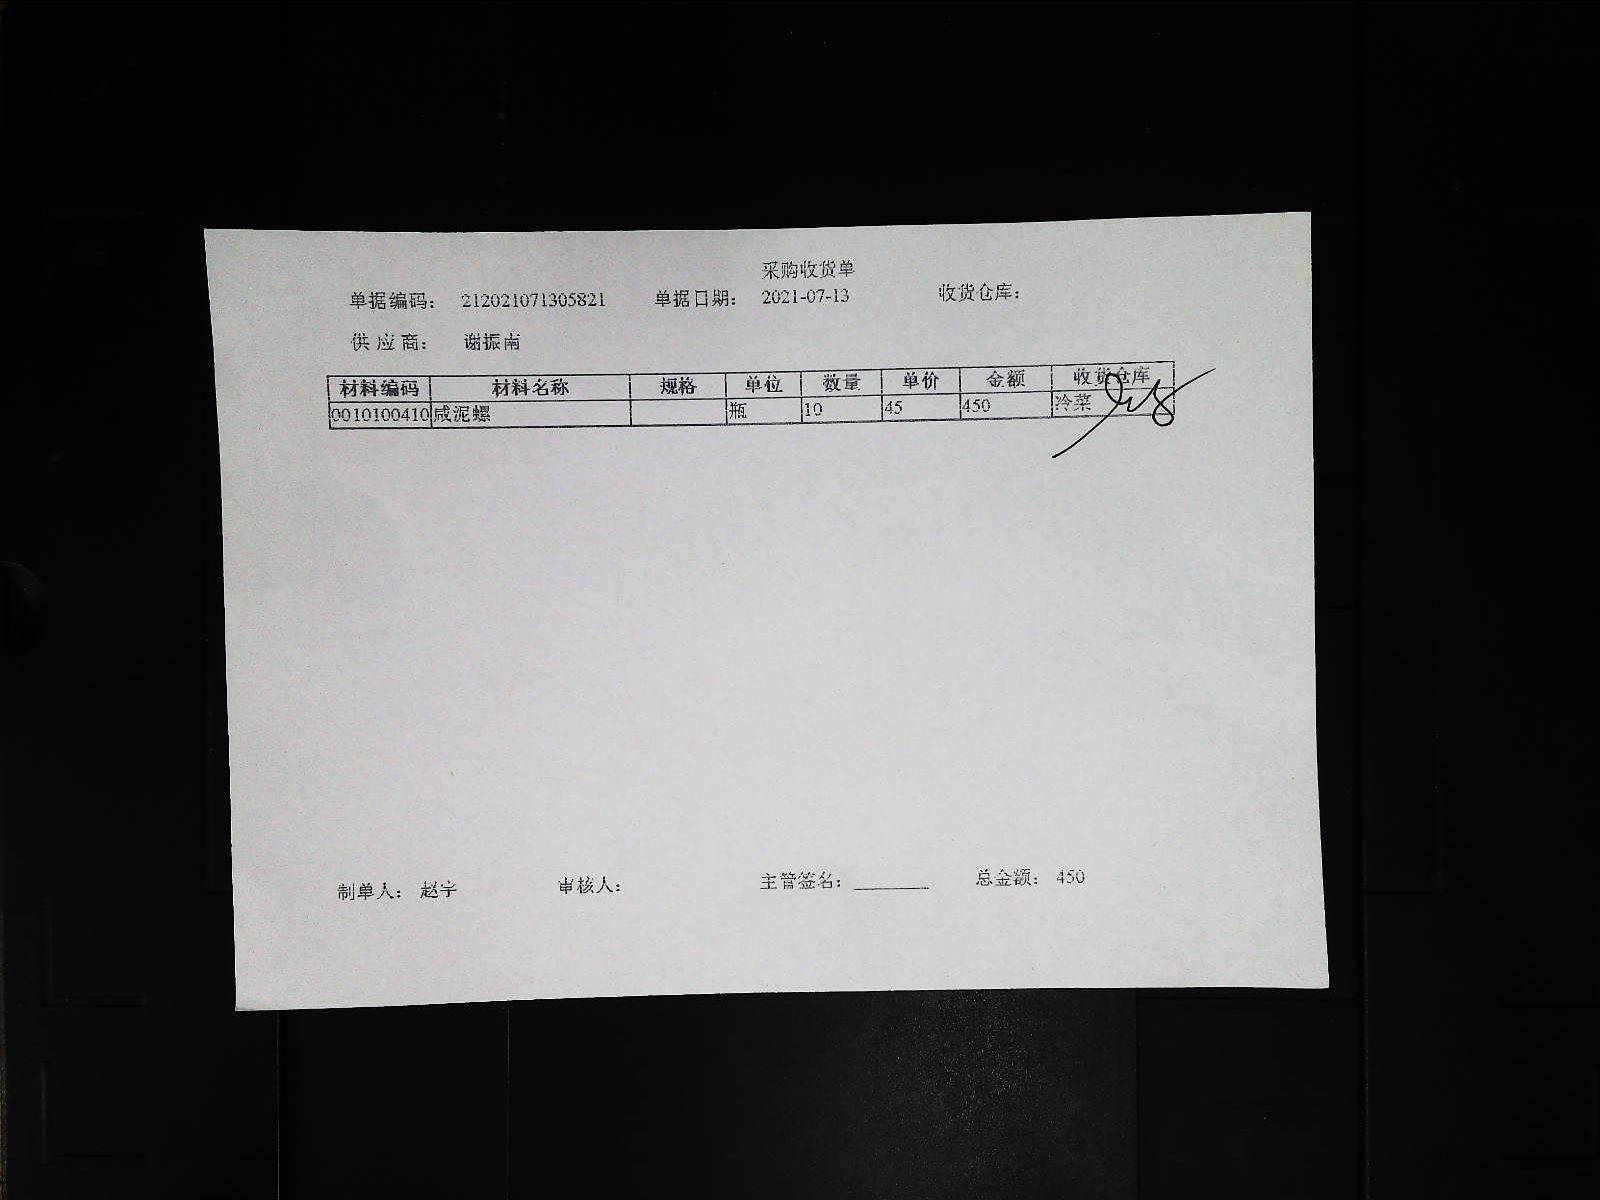 采购收货单
单据编码： 212021071305821 单据日期： 2021-07-13 收货仓库：
供 应 商： 谢振南
材料编码 材料名称 规格 单位 数量 单价 金额 收货仓库
0010100410 咸泥螺 瓶 10 45 450 冷菜
制单人： 赵宇 审核人： 主管签名：________ 总金额： 450